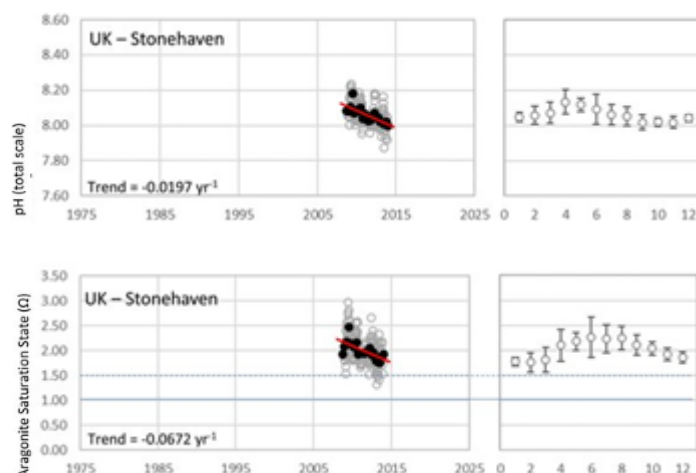 UK – Stonehaven
8.80
8.60
8.40
8.20
8.00
7.80
7.60
pH (total scale)
Trend = -0.0197 yr-1
1975 1985 1995 2005 2015 2025
0 2 4 6 8 10 12
UK – Stonehaven
3.50
3.00
2.50
2.00
1.50
1.00
0.50
0.00
Aragonite Saturation State (Ω)
Trend = -0.0672 yr-1
1975 1985 1995 2005 2015 2025
0 2 4 6 8 10 12